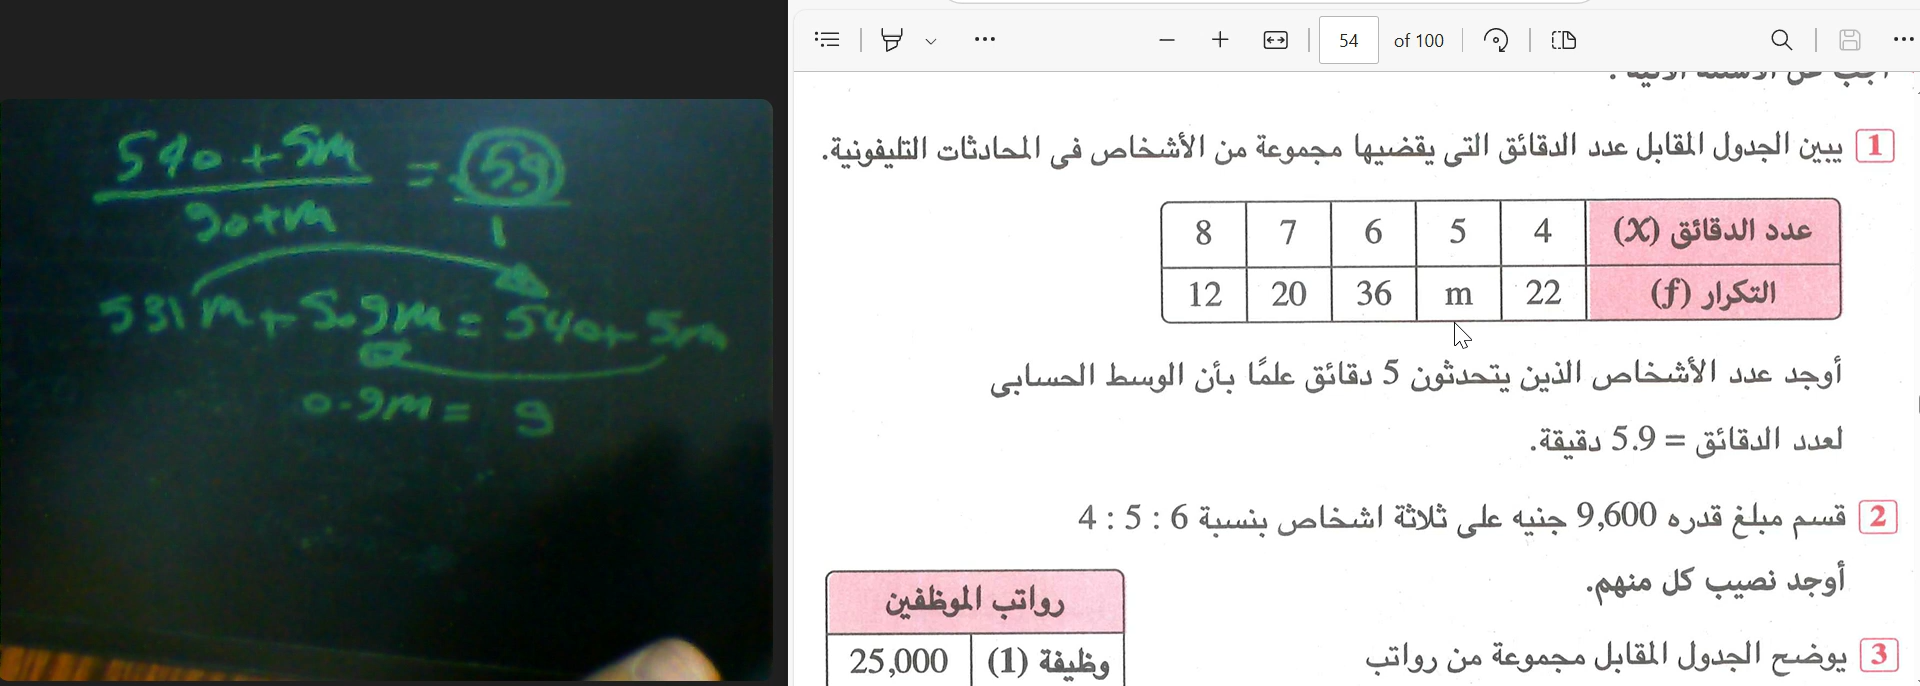 540 + 5m = 5.9
90+m 1
531m + 5.9m = 540 + 5m
0.9m = 9
54 of 100
1 يبين الجدول المقابل عدد الدقائق التى يقضيها مجموعة من الأشخاص فى المحادثات التليفونية.
عدد الدقائق (X) 4 5 6 7 8
التكرار (f) 22 m 36 20 12
أوجد عدد الأشخاص الذين يتحدثون 5 دقائق علمًا بأن الوسط الحسابى
لعدد الدقائق = 5.9 دقيقة.
2 قسم مبلغ قدره 9,600 جنيه على ثلاثة اشخاص بنسبة 6 : 5 : 4
أوجد نصيب كل منهم.
3 يوضح الجدول المقابل مجموعة من رواتب
رواتب الموظفين
وظيفة (1) 25,000